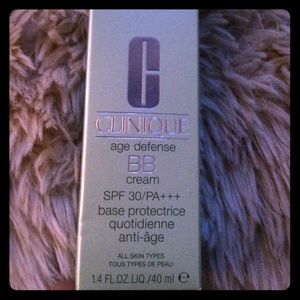 C
CLINIQUE
age defense
BB
cream
SPF 30/PA+++
base protectrice
quotidienne
anti-âge
ALL SKIN TYPES
TOUS TYPES DE PEAU
1.4 FL.OZ.LIQ./40 ml ℮